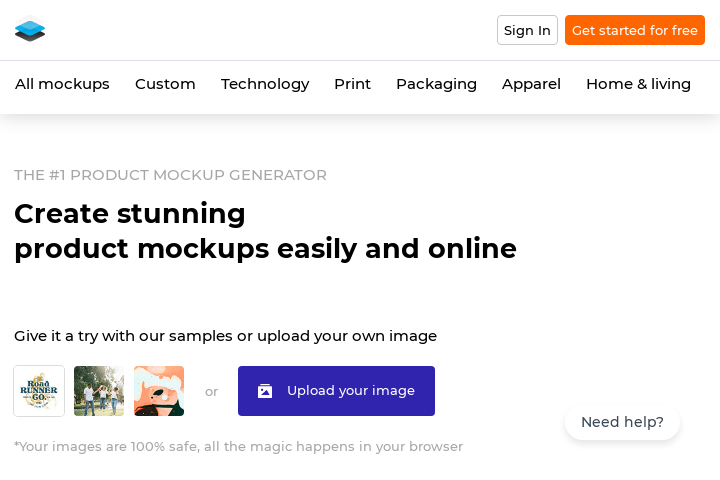 Sign In
Get started for free
All mockups
Custom
Technology
Print
Packaging
Apparel
Home & living
THE #1 PRODUCT MOCKUP GENERATOR
Create stunning
product mockups easily and online
Give it a try with our samples or upload your own image
Road
RUNNER
CO.
or
Upload your image
Need help?
*Your images are 100% safe, all the magic happens in your browser